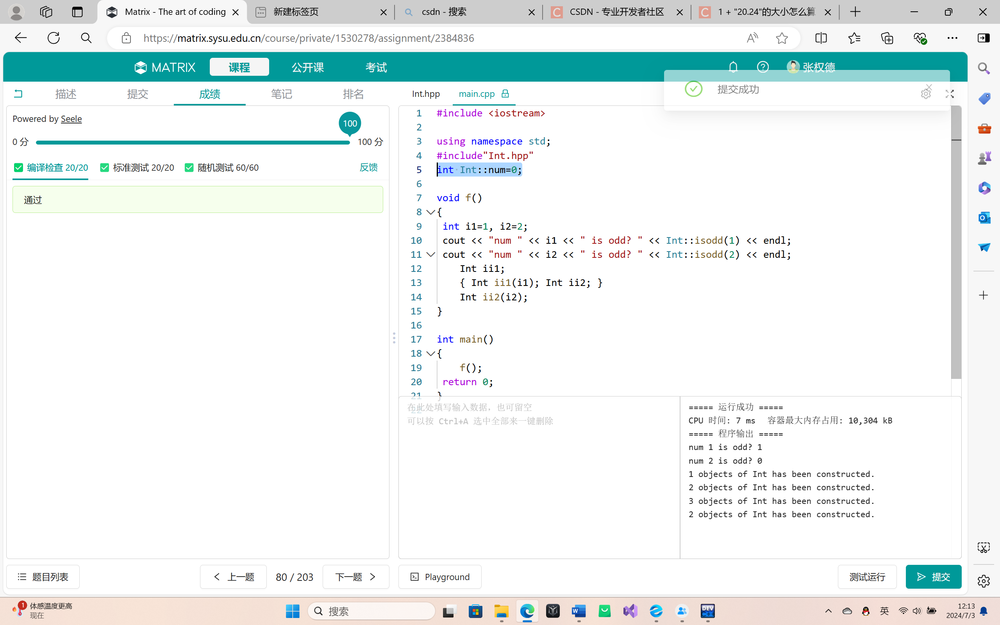 Matrix - The art of coding
新建标签页
csdn - 搜索
CSDN - 专业开发者社区
1 + "20.24"的大小怎么算
https://matrix.sysu.edu.cn/course/private/1530278/assignment/2384836
MATRIX
课程
公开课
考试
张权德
提交成功
描述
提交
成绩
笔记
排名
Int.hpp
main.cpp
Powered by Seele
100
0 分
100 分
编译检查 20/20
标准测试 20/20
随机测试 60/60
反馈
通过
1 #include <iostream>
2
3 using namespace std;
4 #include"Int.hpp"
5 int Int::num=0;
6
7 void f()
8 {
9 int i1=1, i2=2;
10 cout << "num " << i1 << " is odd? " << Int::isodd(1) << endl;
11 cout << "num " << i2 << " is odd? " << Int::isodd(2) << endl;
12 Int ii1;
13 { Int ii1(i1); Int ii2; }
14 Int ii2(i2);
15 }
16
17 int main()
18 {
19 f();
20 return 0;
21 }
22
在此处填写输入数据，也可留空
可以按 Ctrl+A 选中全部来一键删除
===== 运行成功 =====
CPU 时间: 7 ms 容器最大内存占用: 10,304 kB
===== 程序输出 =====
num 1 is odd? 1
num 2 is odd? 0
1 objects of Int has been constructed.
2 objects of Int has been constructed.
3 objects of Int has been constructed.
2 objects of Int has been constructed.
题目列表
上一题
80 / 203
下一题
Playground
测试运行
提交
1
体感温度更高
现在
搜索
W
DEV
C++
英
12:13
2024/7/3